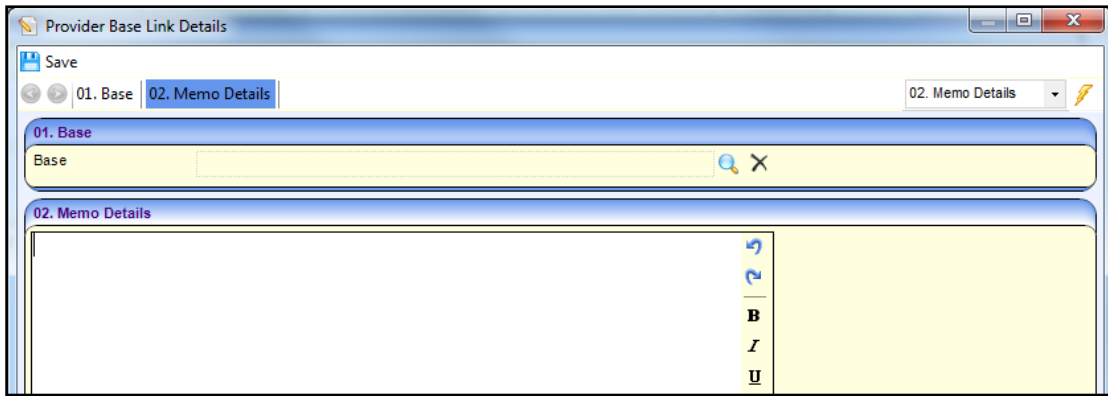 Provider Base Link Details
Save
01. Base 02. Memo Details 02. Memo Details
01. Base
Base
02. Memo Details
B
I
U